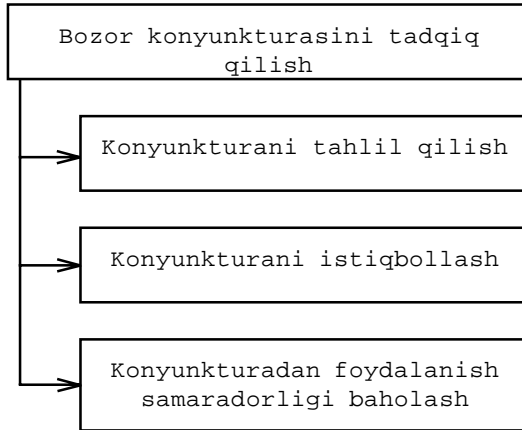 Bozor konyunkturasini tadqiq
qilish
Konyunkturani tahlil qilish
Konyunkturani istiqbollash
Konyunkturadan foydalanish
samaradorligi baholash